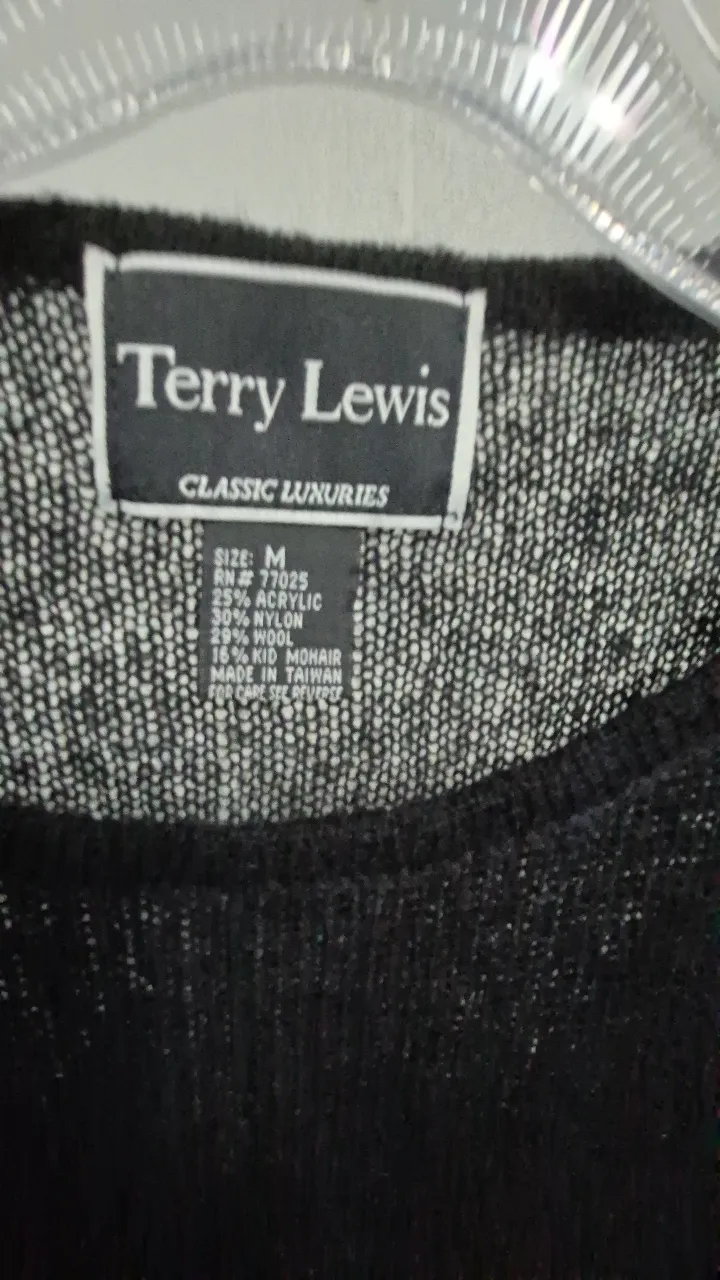 Terry Lewis
CLASSIC LUXURIES
SIZE: M
RN# 77025
25% ACRYLIC
30% NYLON
29% WOOL
16% KID MOHAIR
MADE IN TAIWAN
FOR CARE SEE REVERSE